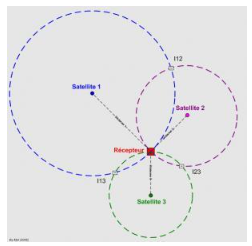 I12
Satellite 1
Satellite 2
Récepteur
I13
I23
Satellite 3